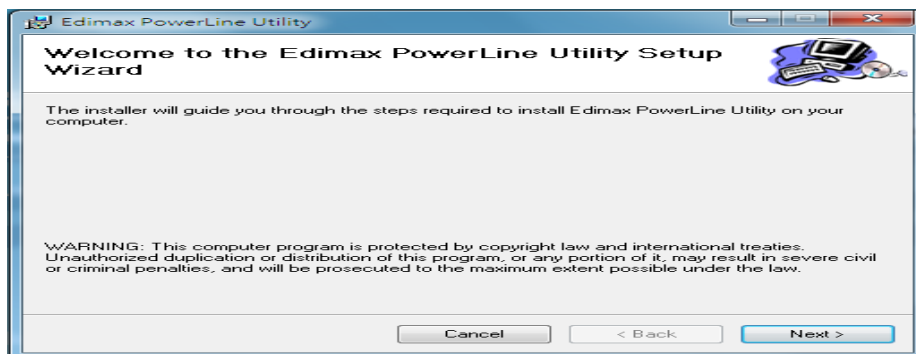 Edimax PowerLine Utility
Welcome to the Edimax PowerLine Utility Setup
Wizard
The installer will guide you through the steps required to install Edimax PowerLine Utility on your
computer.
WARNING: This computer program is protected by copyright law and international treaties.
Unauthorized duplication or distribution of this program, or any portion of it, may result in severe civil
or criminal penalties, and will be prosecuted to the maximum extent possible under the law.
Cancel < Back Next >